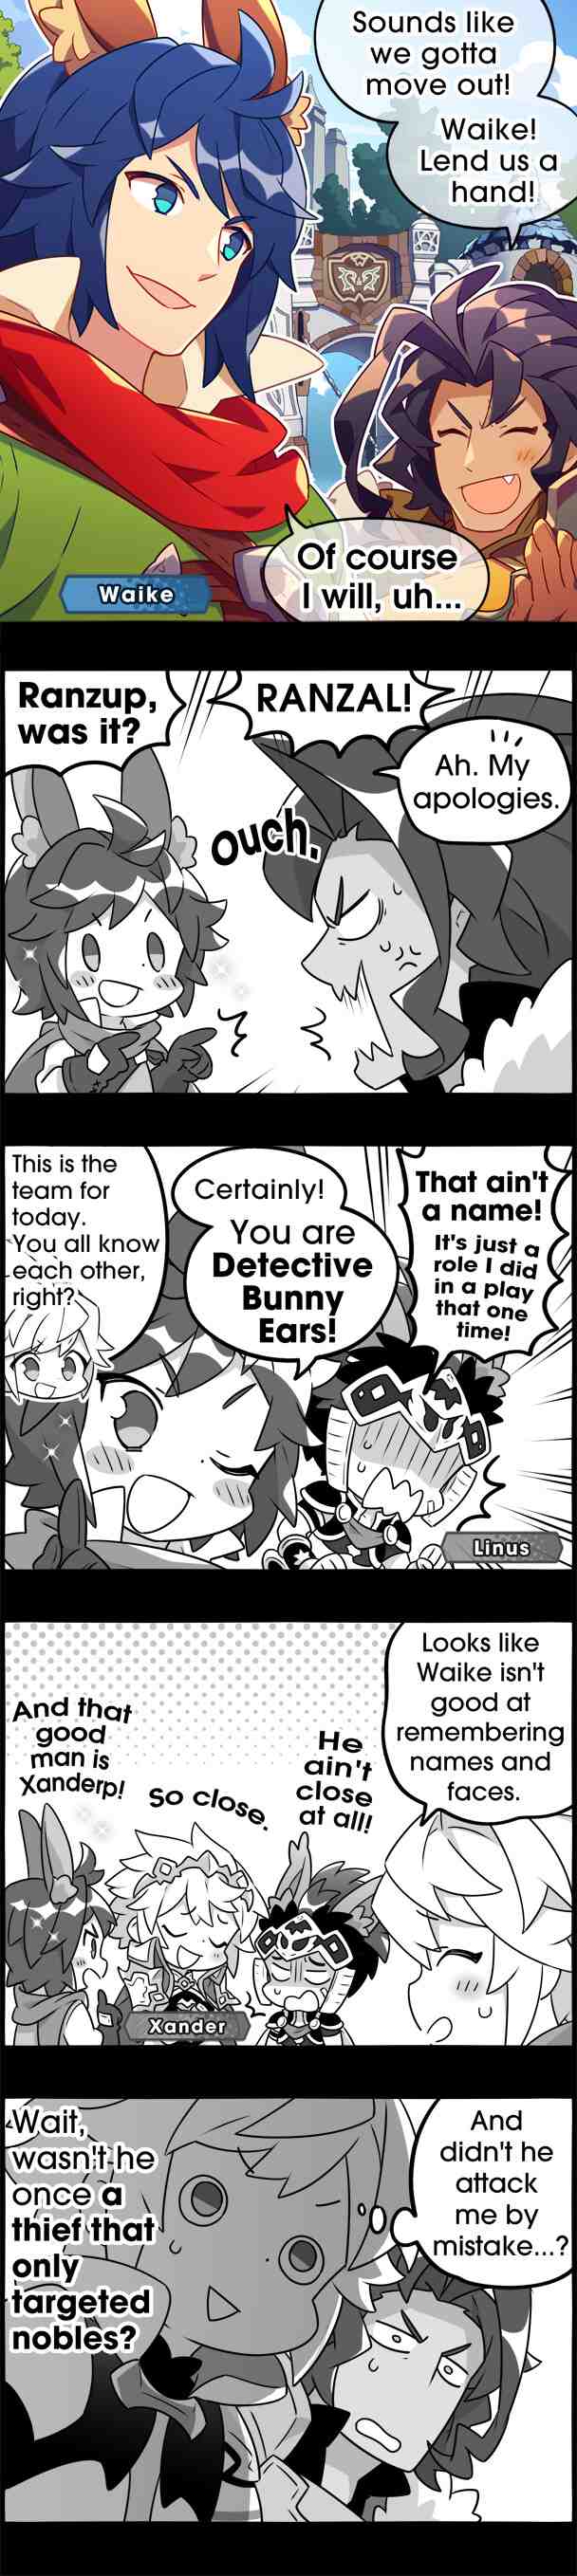 Sounds like
we gotta
move out!
Waike!
Lend us a
hand!
Of course
I will, uh...
Waike
Ranzup,
was it?
RANZAL!
Ah. My
apologies.
ouch.
This is the
team for
today.
You all know
each other,
right?
Certainly!
You are
Detective
Bunny
Ears!
That ain't
a name!
It's just a
role I did
in a play
that one
time!
Linus
And that
good
man is
Xanderp!
So close.
He
ain't
close
at all!
Looks like
Waike isn't
good at
remembering
names and
faces.
Xander
Wait,
wasn't he
once a
thief that
only
targeted
nobles?
And
didn't he
attack
me by
mistake...?